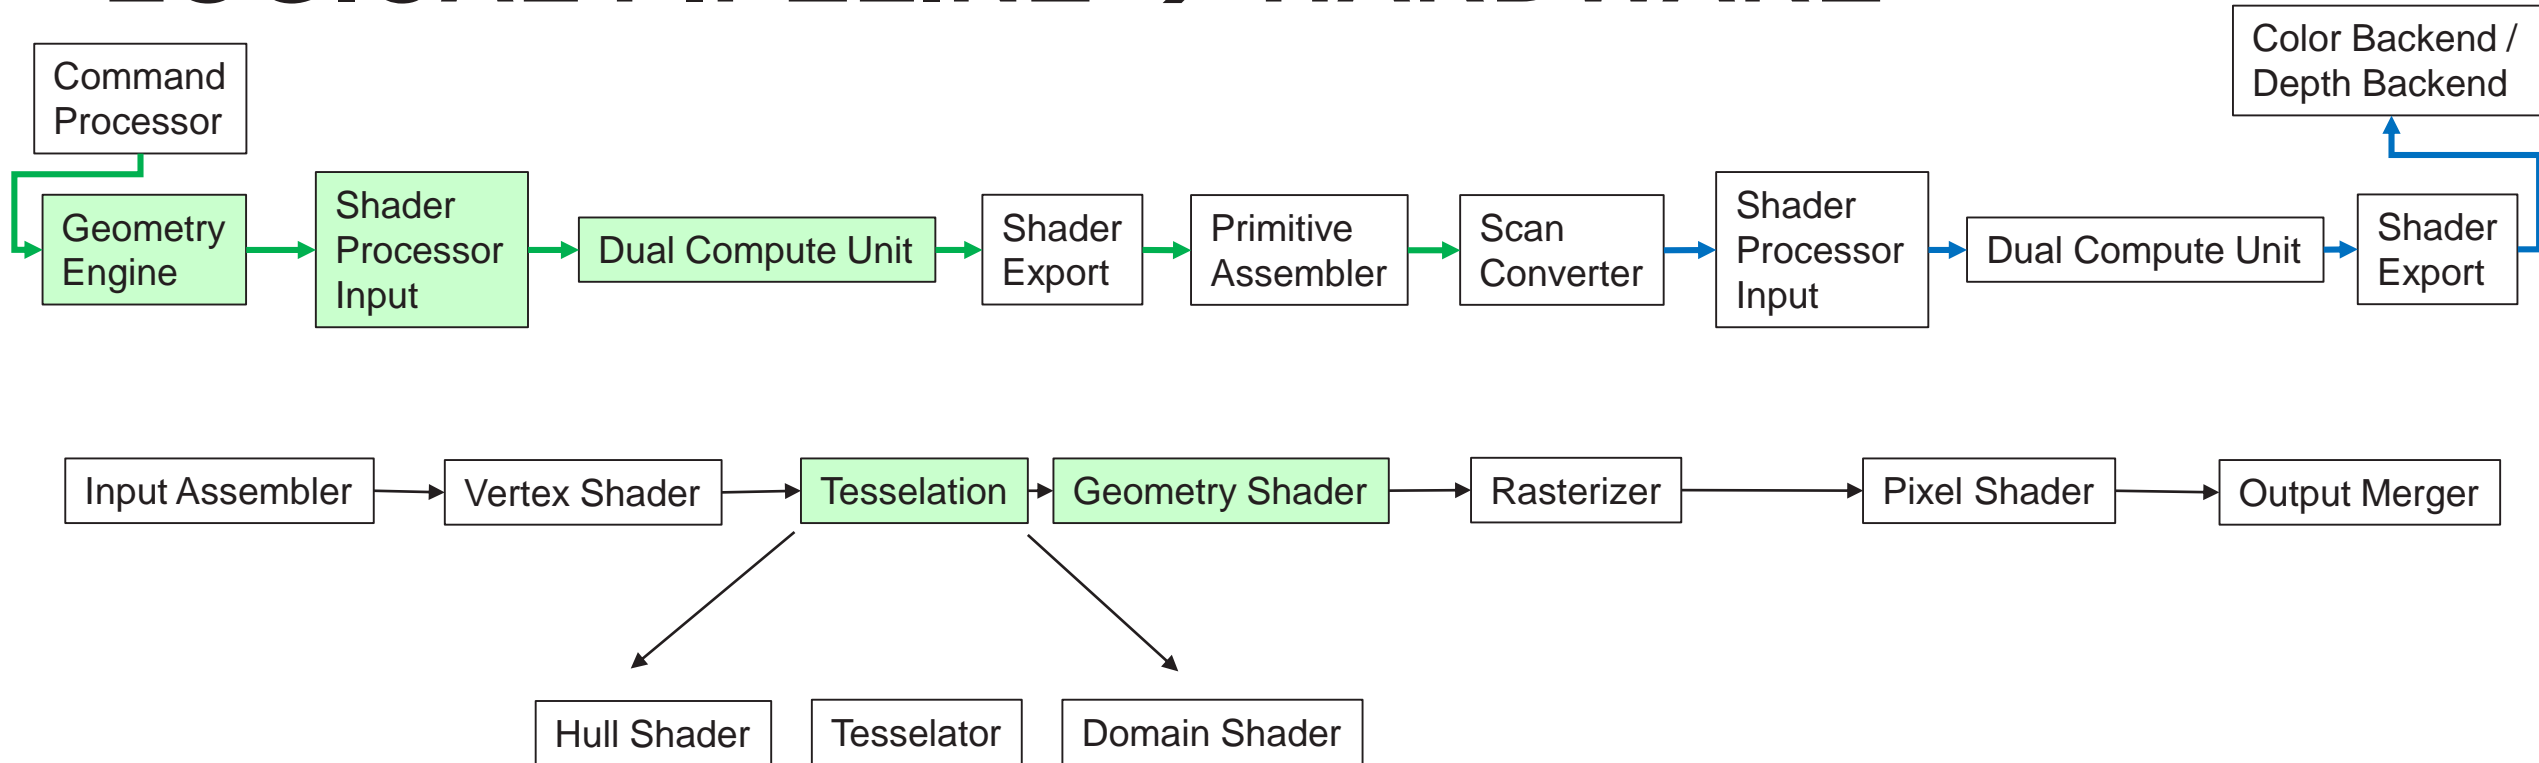 Command
Processor
Color Backend /
Depth Backend
Geometry
Engine
Shader
Processor
Input
Dual Compute Unit
Shader
Export
Primitive
Assembler
Scan
Converter
Shader
Processor
Input
Dual Compute Unit
Shader
Export
Input Assembler
Vertex Shader
Tesselation
Geometry Shader
Rasterizer
Pixel Shader
Output Merger
Hull Shader
Tesselator
Domain Shader